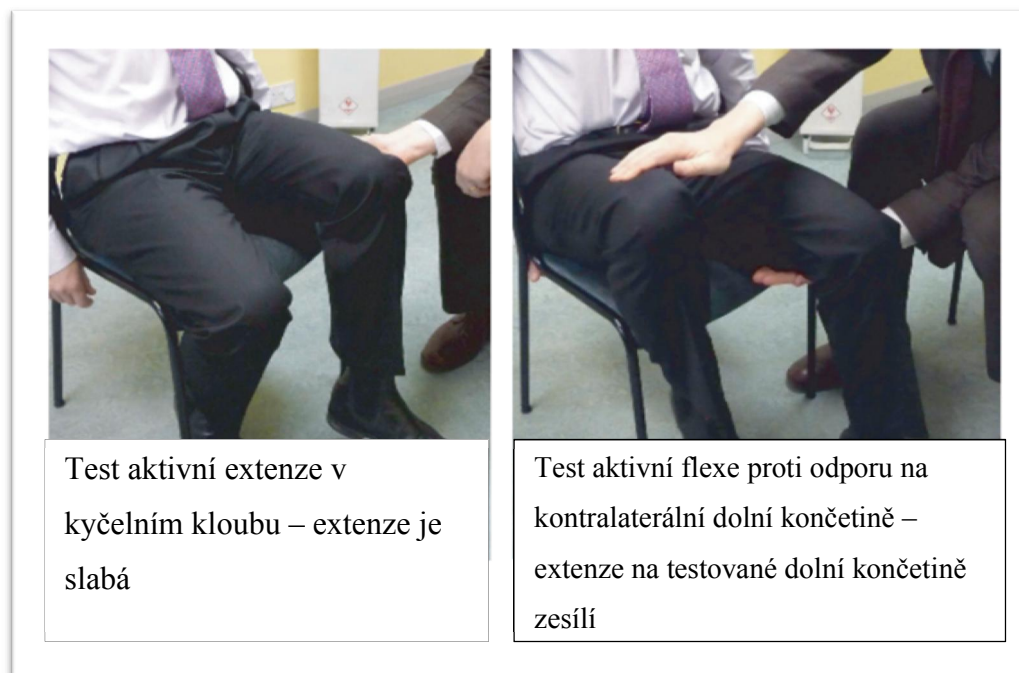 Test aktivní extenze v
kyčelním kloubu – extenze je
slabá
Test aktivní flexe proti odporu na
kontralaterální dolní končetině –
extenze na testované dolní končetině
zesílí